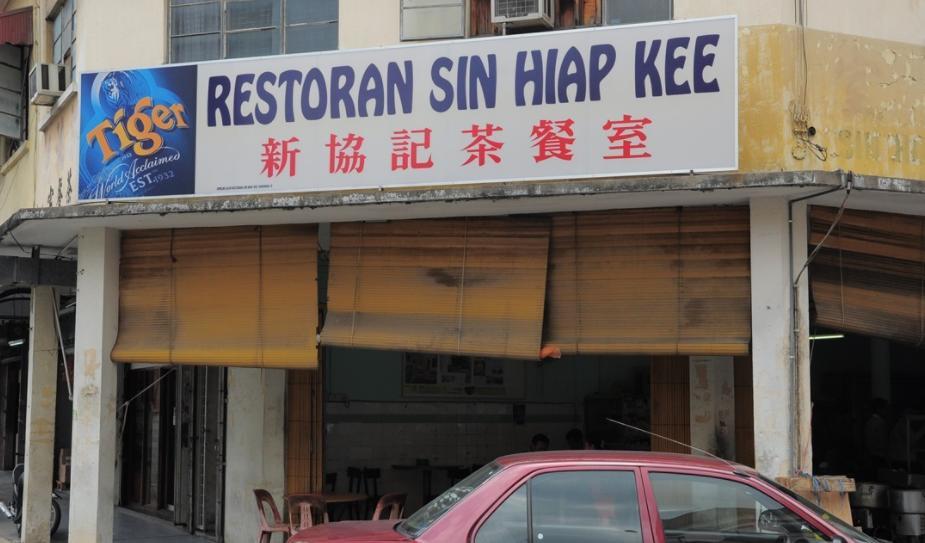 Tiger
World Acclaimed
EST. 1932
RESTORAN SIN HIAP KEE
新協記茶餐室